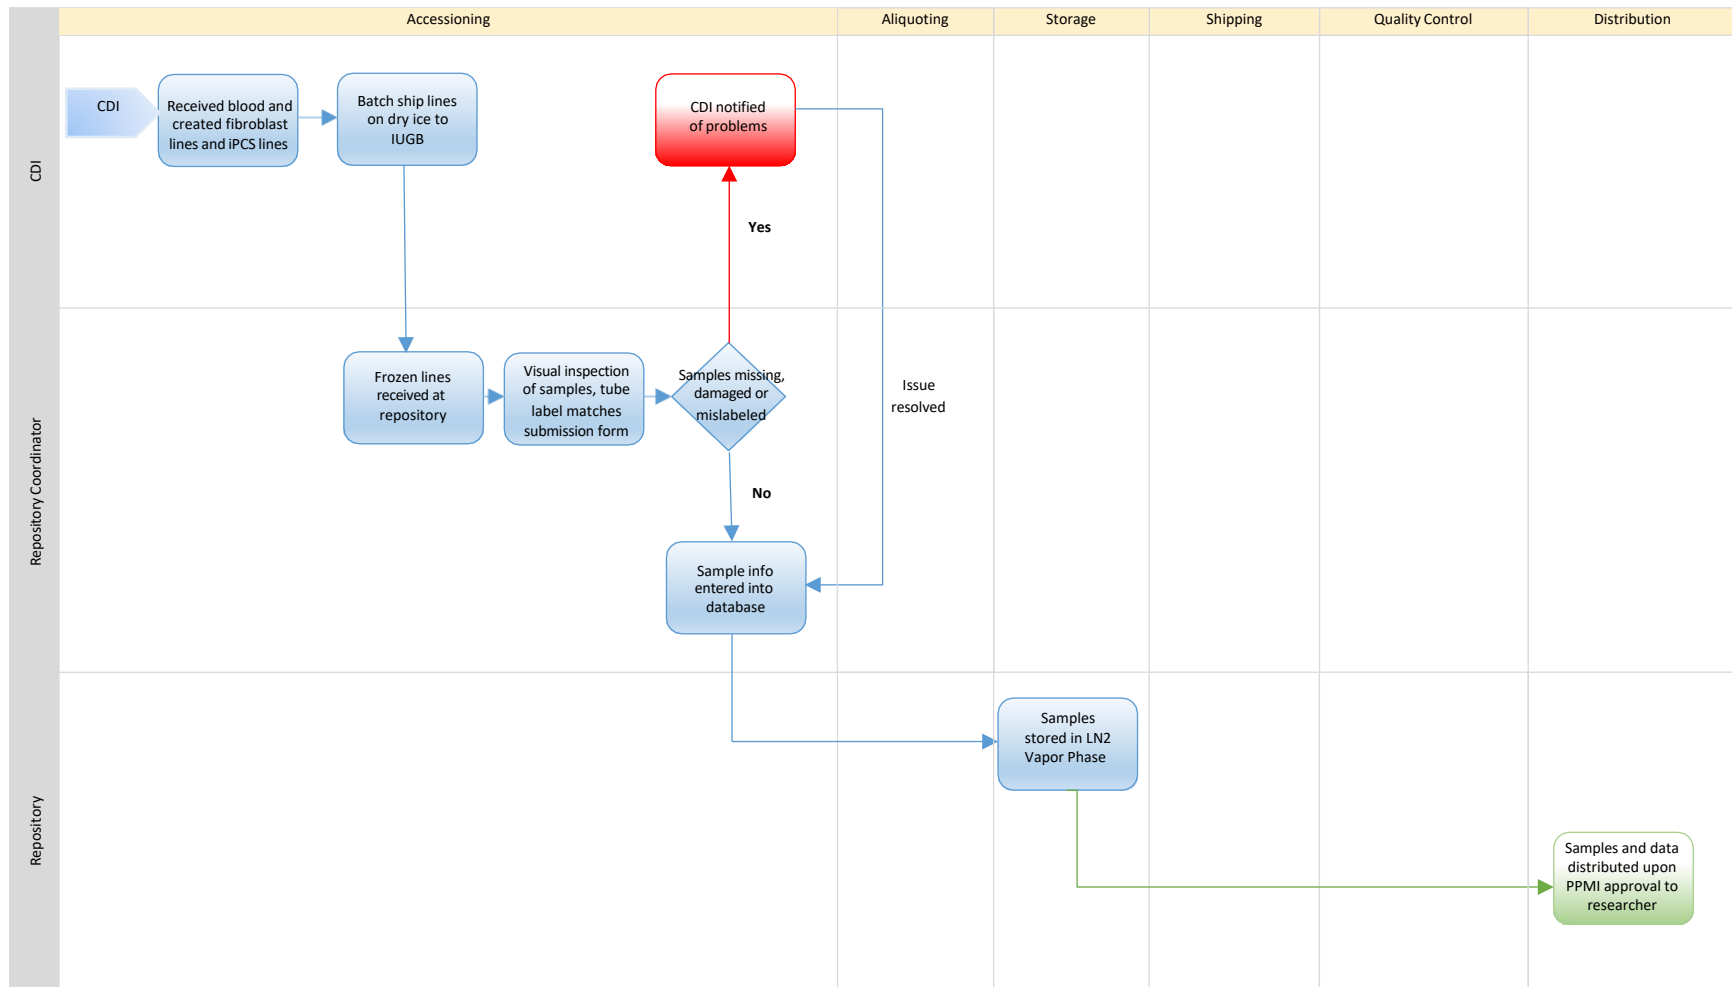 Accessioning
Aliquoting
Storage
Shipping
Quality Control
Distribution
CDI
CDI
Received blood and
created fibroblast
lines and iPCS lines
Batch ship lines
on dry ice to
IUGB
CDI notified
of problems
Yes
Repository Coordinator
Frozen lines
received at
repository
Visual inspection
of samples, tube
label matches
submission form
Samples missing,
damaged or
mislabeled
Issue
resolved
No
Sample info
entered into
database
Repository
Samples
stored in LN2
Vapor Phase
Samples and data
distributed upon
PPMI approval to
researcher